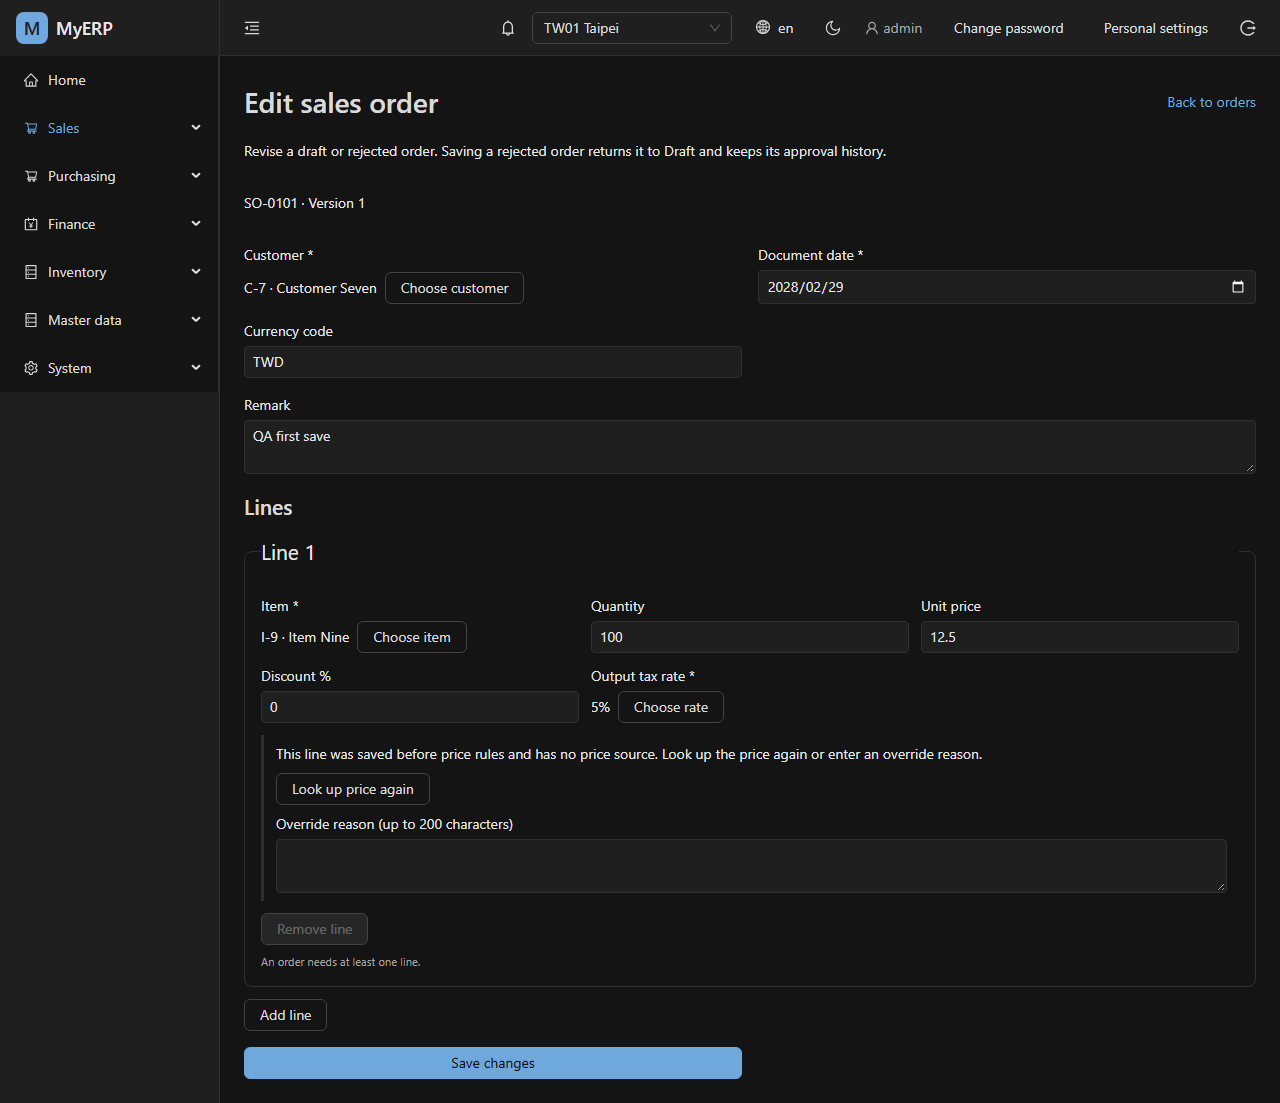 M MyERP
TW01 Taipei
en
admin
Change password
Personal settings
Home
Sales
Purchasing
Finance
Inventory
Master data
System
Edit sales order
Back to orders
Revise a draft or rejected order. Saving a rejected order returns it to Draft and keeps its approval history.
SO-0101 · Version 1
Customer *
C-7 · Customer Seven
Choose customer
Document date *
2028/02/29
Currency code
TWD
Remark
QA first save
Lines
Line 1
Item *
I-9 · Item Nine
Choose item
Quantity
100
Unit price
12.5
Discount %
0
Output tax rate *
5%
Choose rate
This line was saved before price rules and has no price source. Look up the price again or enter an override reason.
Look up price again
Override reason (up to 200 characters)
Remove line
An order needs at least one line.
Add line
Save changes